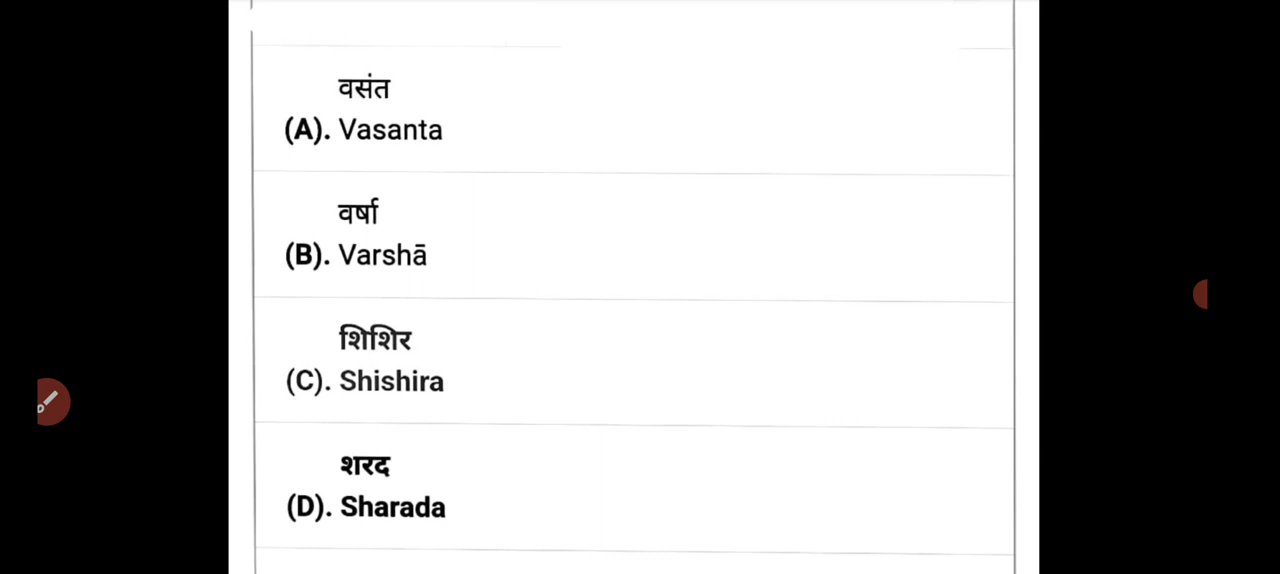 वसंत
(A). Vasanta
वर्षा
(B). Varshā
शिशिर
(C). Shishira
शरद
(D). Sharada